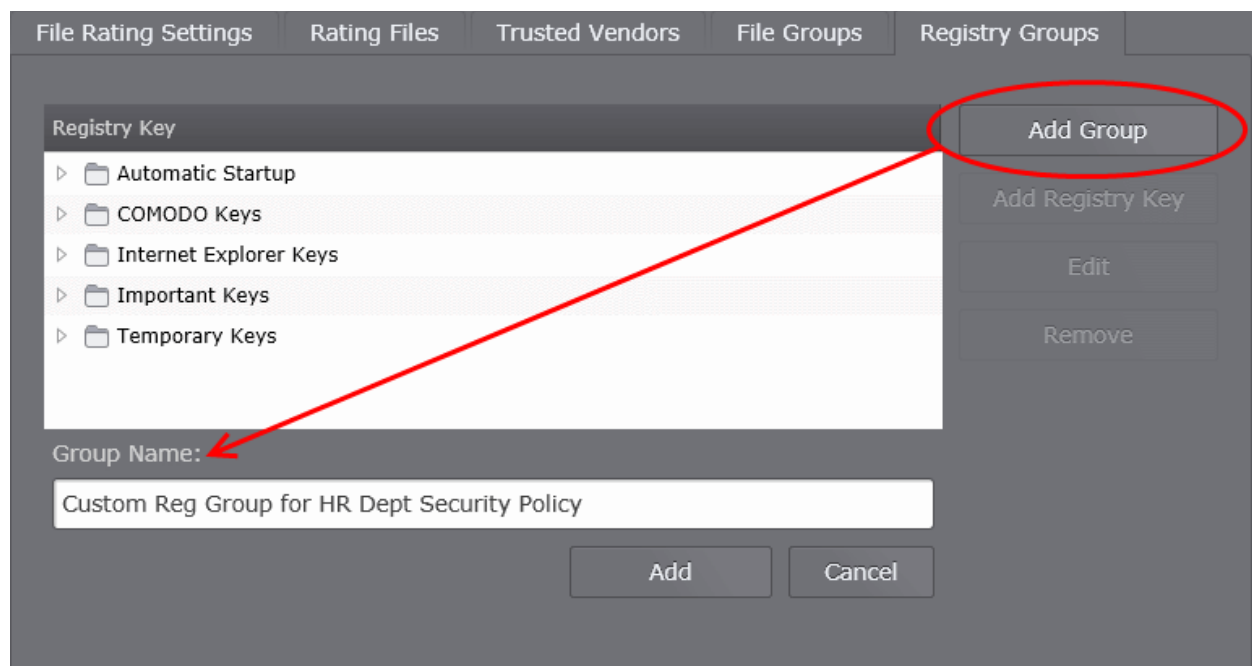 File Rating Settings Rating Files Trusted Vendors File Groups Registry Groups
Registry Key
Add Group
Automatic Startup
Add Registry Key
COMODO Keys
Internet Explorer Keys
Edit
Important Keys
Temporary Keys
Remove
Group Name:
Custom Reg Group for HR Dept Security Policy
Add Cancel